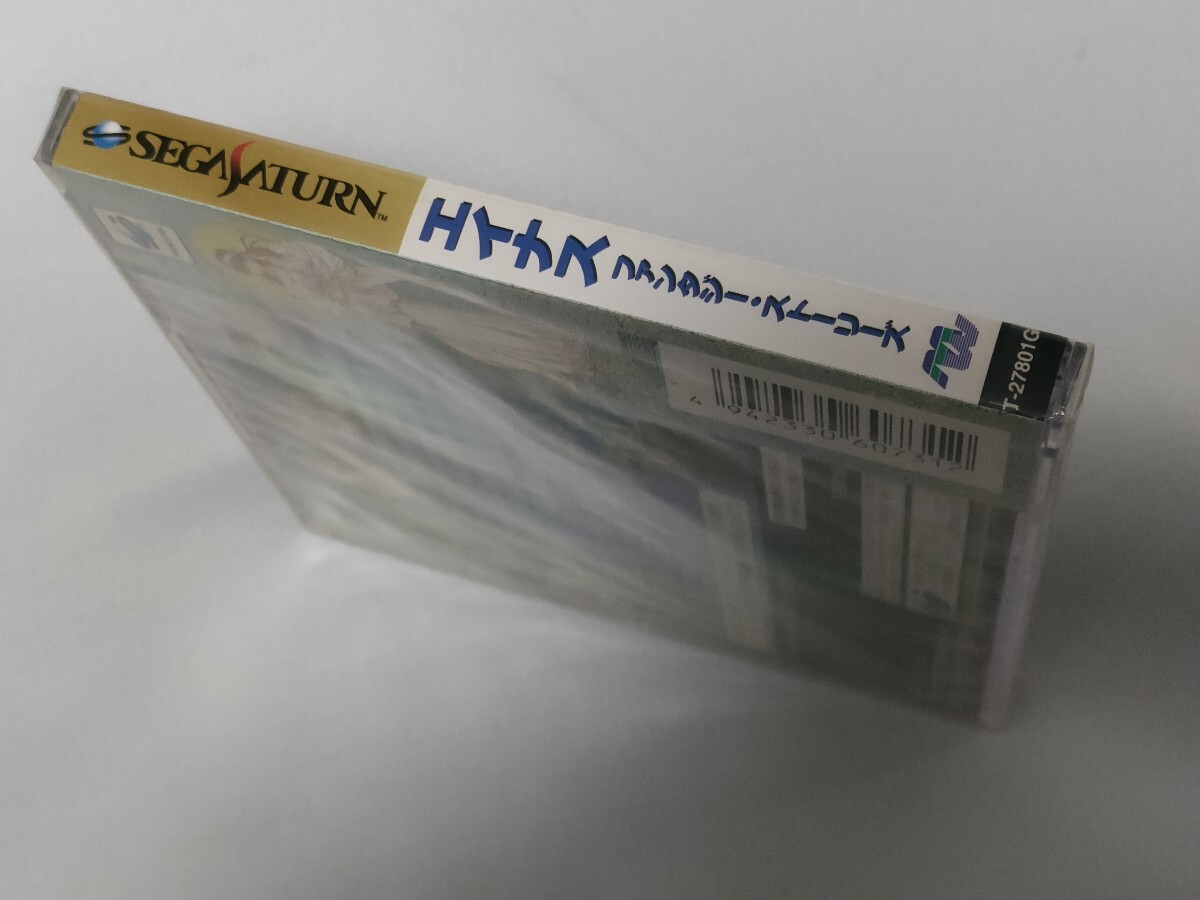 SEGA SATURN™
エイナス ファンタジー・ストーリーズ
T-27801G
4 942330 607312